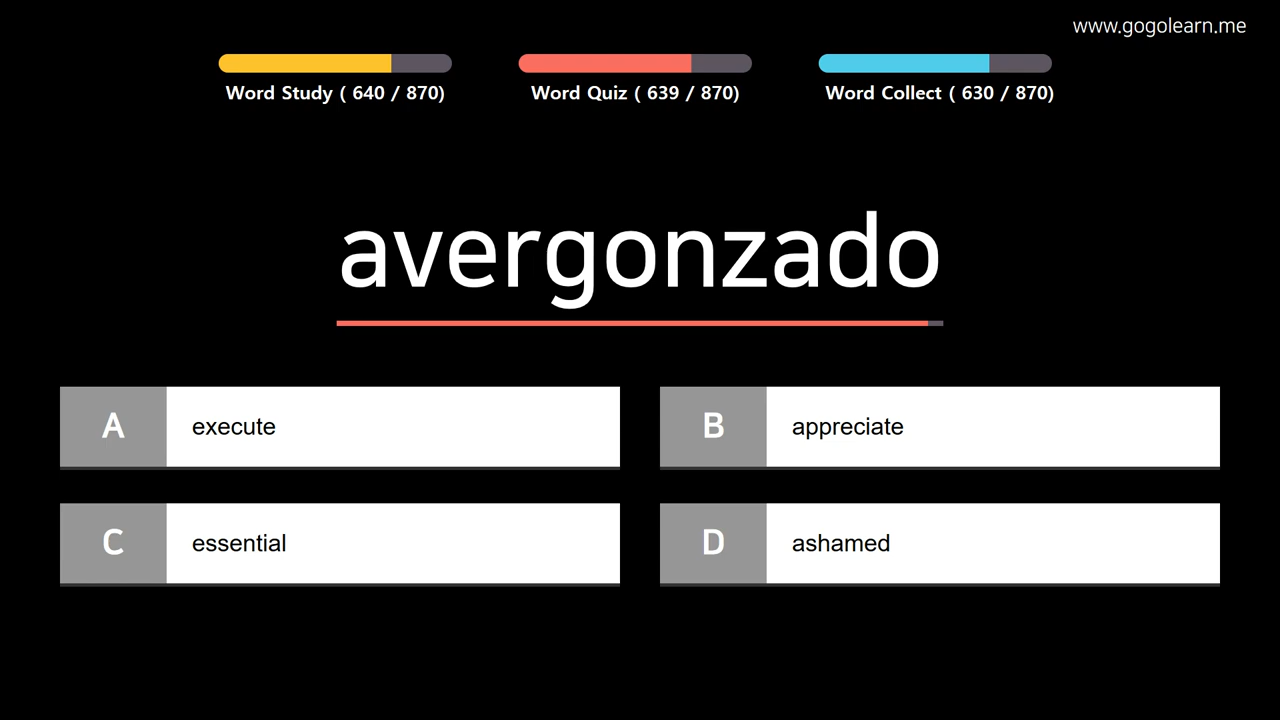 www.gogolearn.me
Word Study ( 640 / 870)
Word Quiz ( 639 / 870)
Word Collect ( 630 / 870)
avergonzado
A execute
B appreciate
C essential
D ashamed